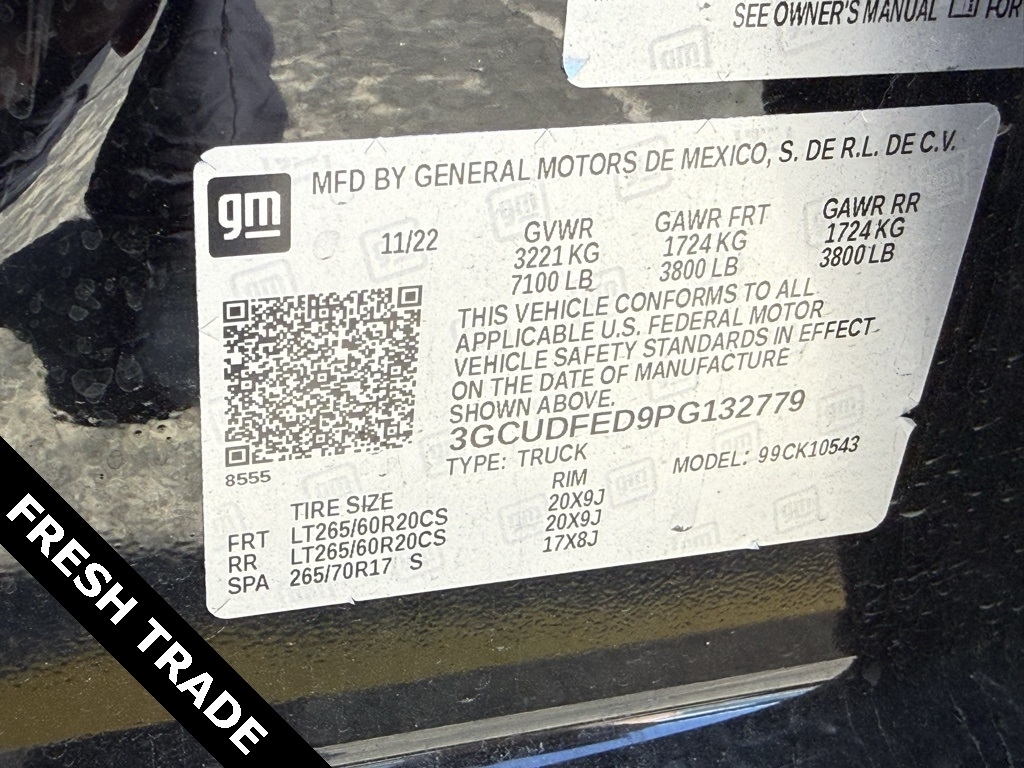 SEE OWNER'S MANUAL FOR
gm
MFD BY GENERAL MOTORS DE MEXICO, S. DE R.L. DE C.V.
11/22
GVWR
3221 KG
7100 LB
GAWR FRT
1724 KG
3800 LB
GAWR RR
1724 KG
3800 LB
THIS VEHICLE CONFORMS TO ALL
APPLICABLE U.S. FEDERAL MOTOR
VEHICLE SAFETY STANDARDS IN EFFECT
ON THE DATE OF MANUFACTURE
SHOWN ABOVE.
3GCUDFED9PG132779
TYPE: TRUCK MODEL: 99CK10543
8555
TIRE SIZE RIM
FRT LT265/60R20CS 20X9J
RR LT265/60R20CS 20X9J
SPA 265/70R17 S 17X8J
FRESH TRADE